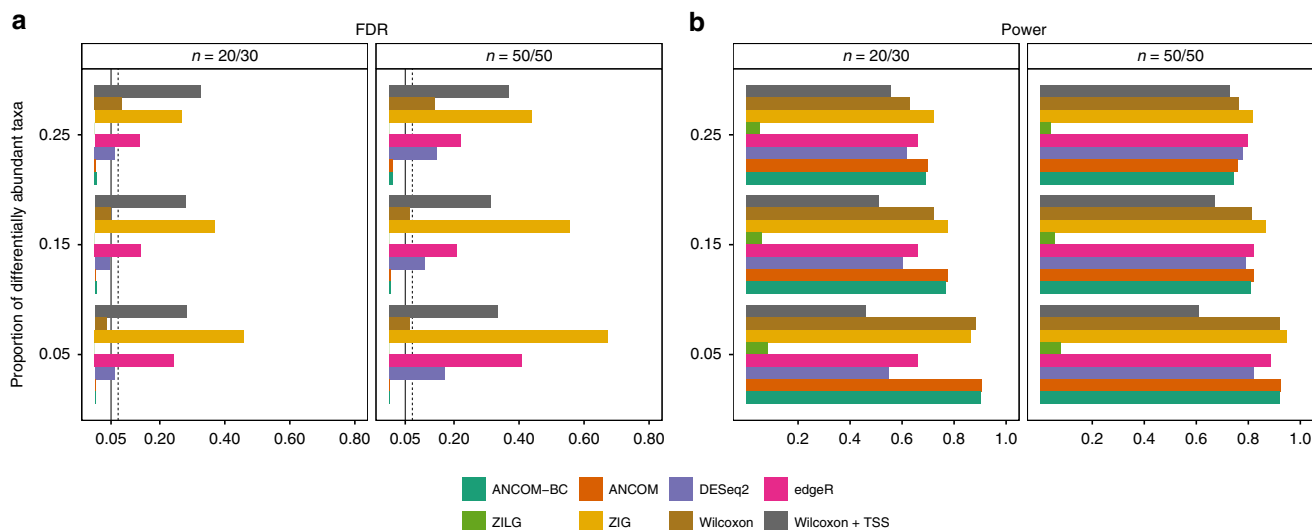 a
FDR
n = 20/30
n = 50/50
Proportion of differentially abundant taxa
0.25
0.15
0.05
0.05 0.20 0.40 0.60 0.80
0.05 0.20 0.40 0.60 0.80
b
Power
n = 20/30
n = 50/50
0.25
0.15
0.05
0.2 0.4 0.6 0.8 1.0
0.2 0.4 0.6 0.8 1.0
ANCOM−BC ANCOM DESeq2 edgeR
ZILG ZIG Wilcoxon Wilcoxon + TSS